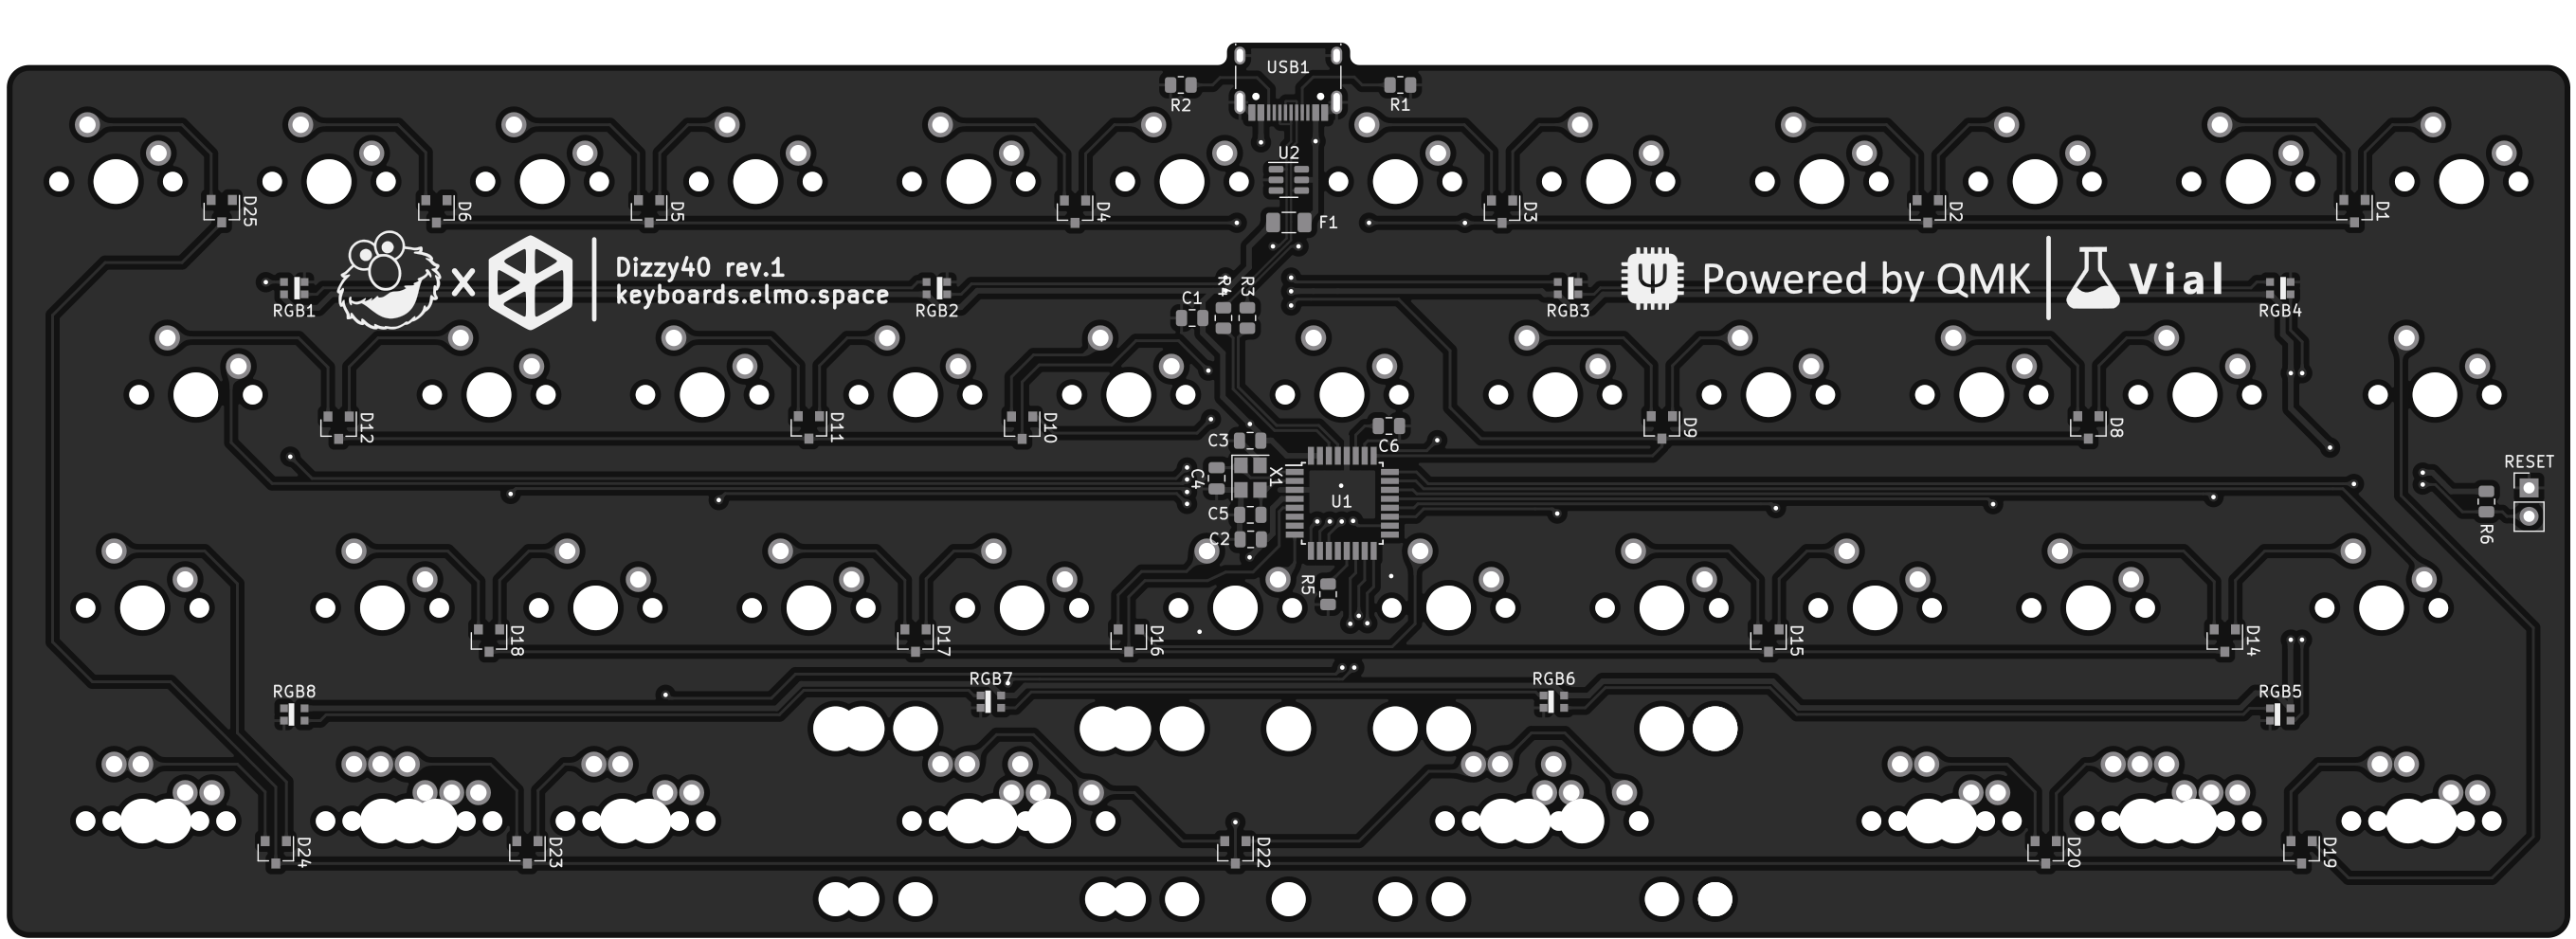 USB1
R2
R1
U2
D25
D6
D5
D4
F1
D3
D2
D1
x
Dizzy40 rev.1
keyboards.elmo.space
Powered by QMK
Vial
RGB1
RGB2
C1
R4
R3
RGB3
RGB4
D12
D11
D10
C3
C6
D9
D8
C4
X1
U1
RESET
C5
C2
R6
R5
D18
D17
D16
D15
D14
RGB8
RGB7
RGB6
RGB5
D24
D23
D22
D20
D19